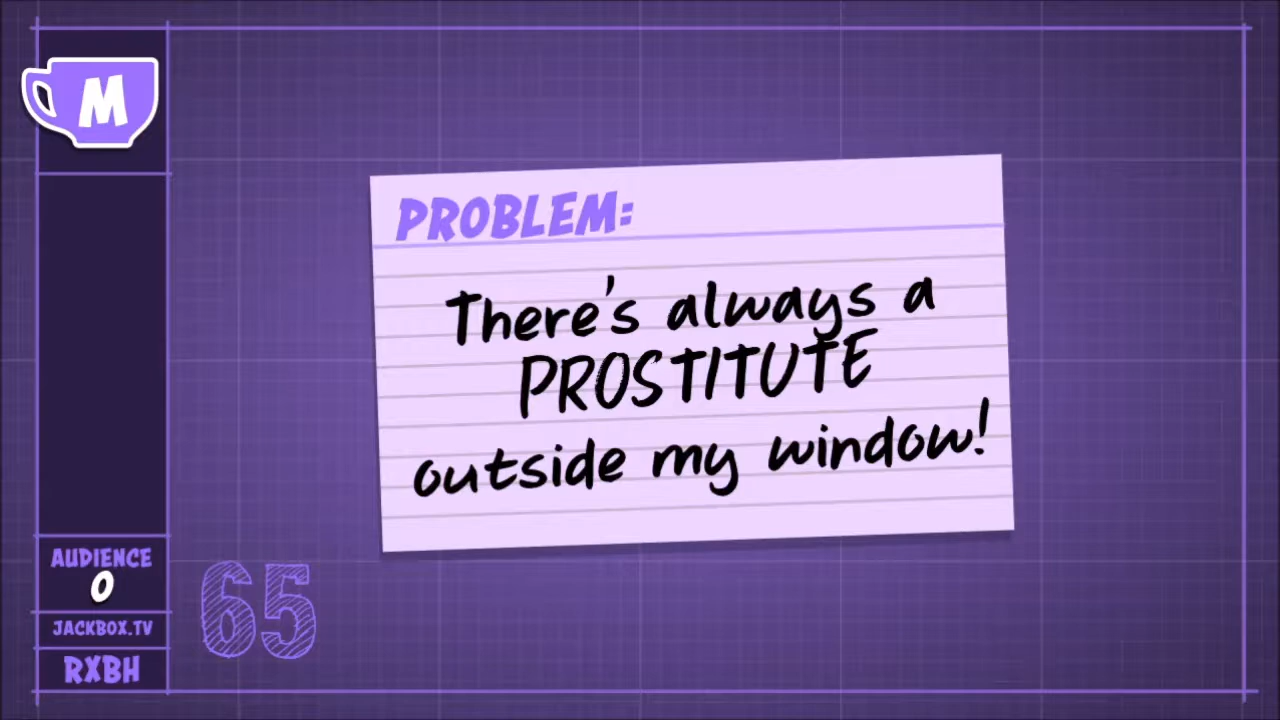 M
PROBLEM:
There's always a
PROSTITUTE
outside my window!
AUDIENCE
0
JACKBOX.TV
RXBH
65